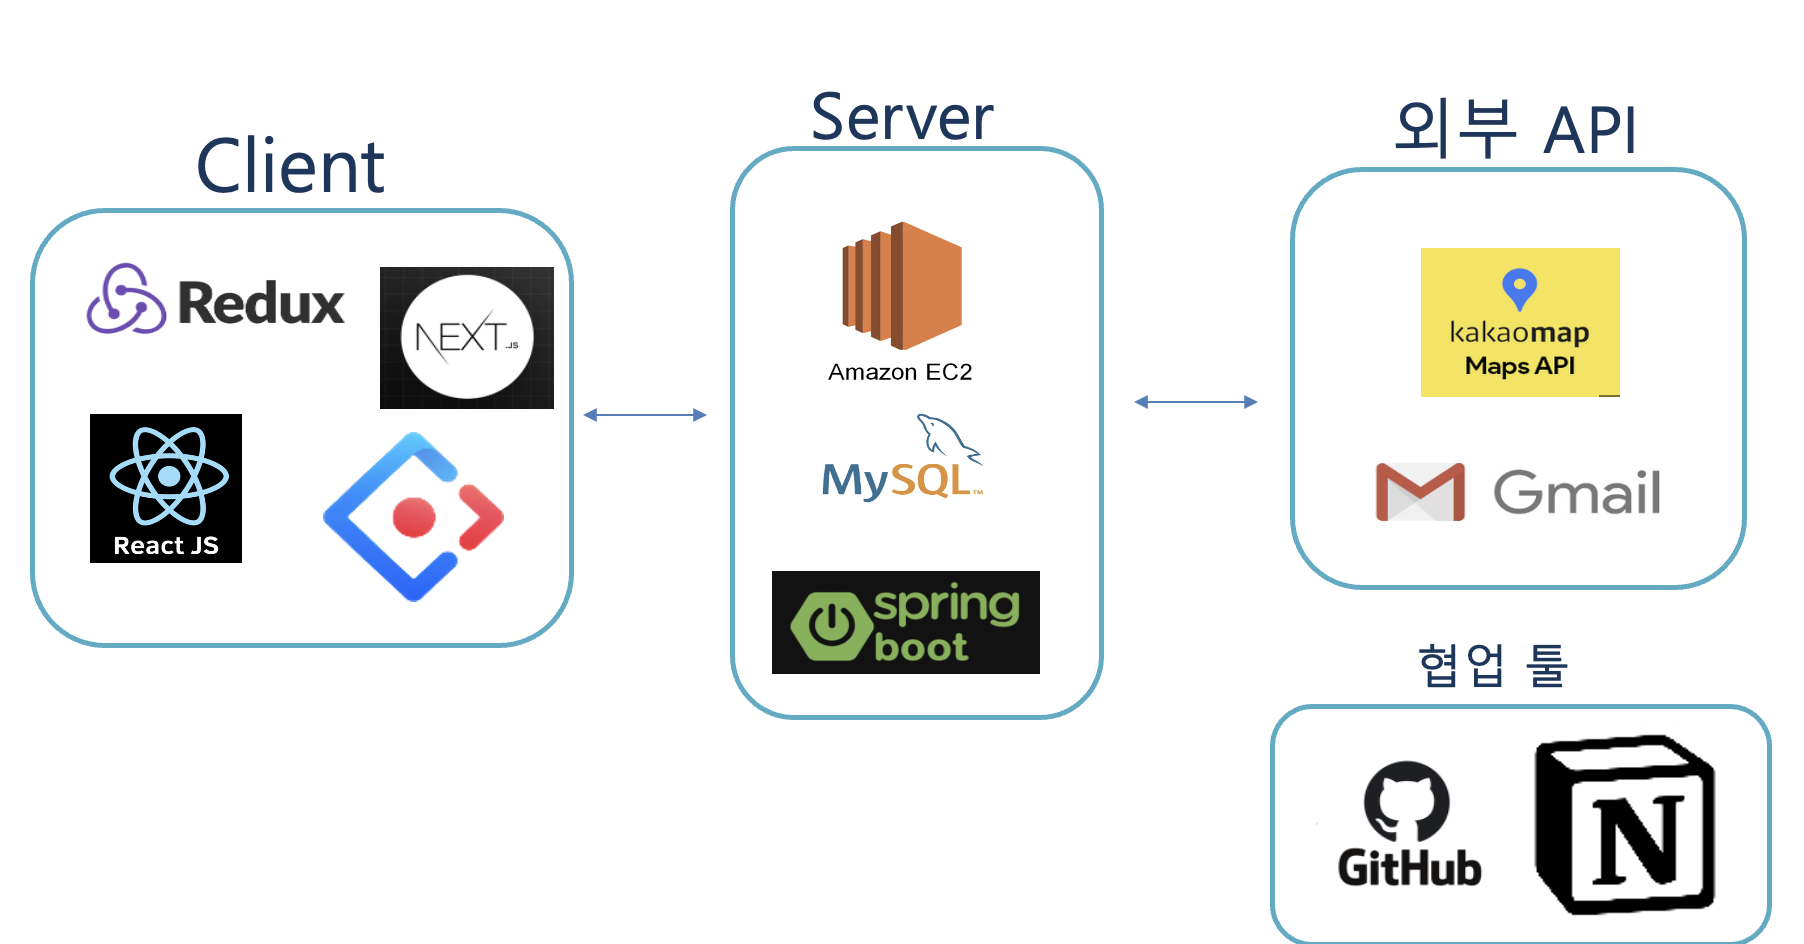 Client
Redux
NEXT.JS
React JS
Server
Amazon EC2
MySQL™
spring
boot
외부 API
kakaomap
Maps API
Gmail
협업 툴
GitHub
N